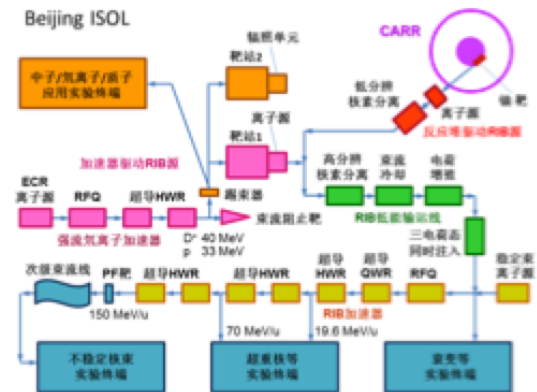 Beijing ISOL
CARR
辐照单元
靶站2
中子/氘离子/质子
应用实验终端
低分辨
核素分离
离子源
铀靶
反应堆驱动RIB源
离子源
靶站1
加速器驱动RIB源
高分辨
核素分离
束流
冷却
电荷
增殖
ECR
离子源
RFQ
超导HWR
踢束器
束流阻止靶
强流氘离子加速器
D⁺ 40 MeV
p 33 MeV
RIB低能输运线
三电荷态
同时注入
次级束流线
PF靶
超导HWR
超导HWR
超导
HWR
超导
QWR
RFQ
稳定束
离子源
RIB加速器
150 MeV/u
70 MeV/u
19.6 MeV/u
不稳定核束
实验终端
超重核等
实验终端
衰变等
实验终端